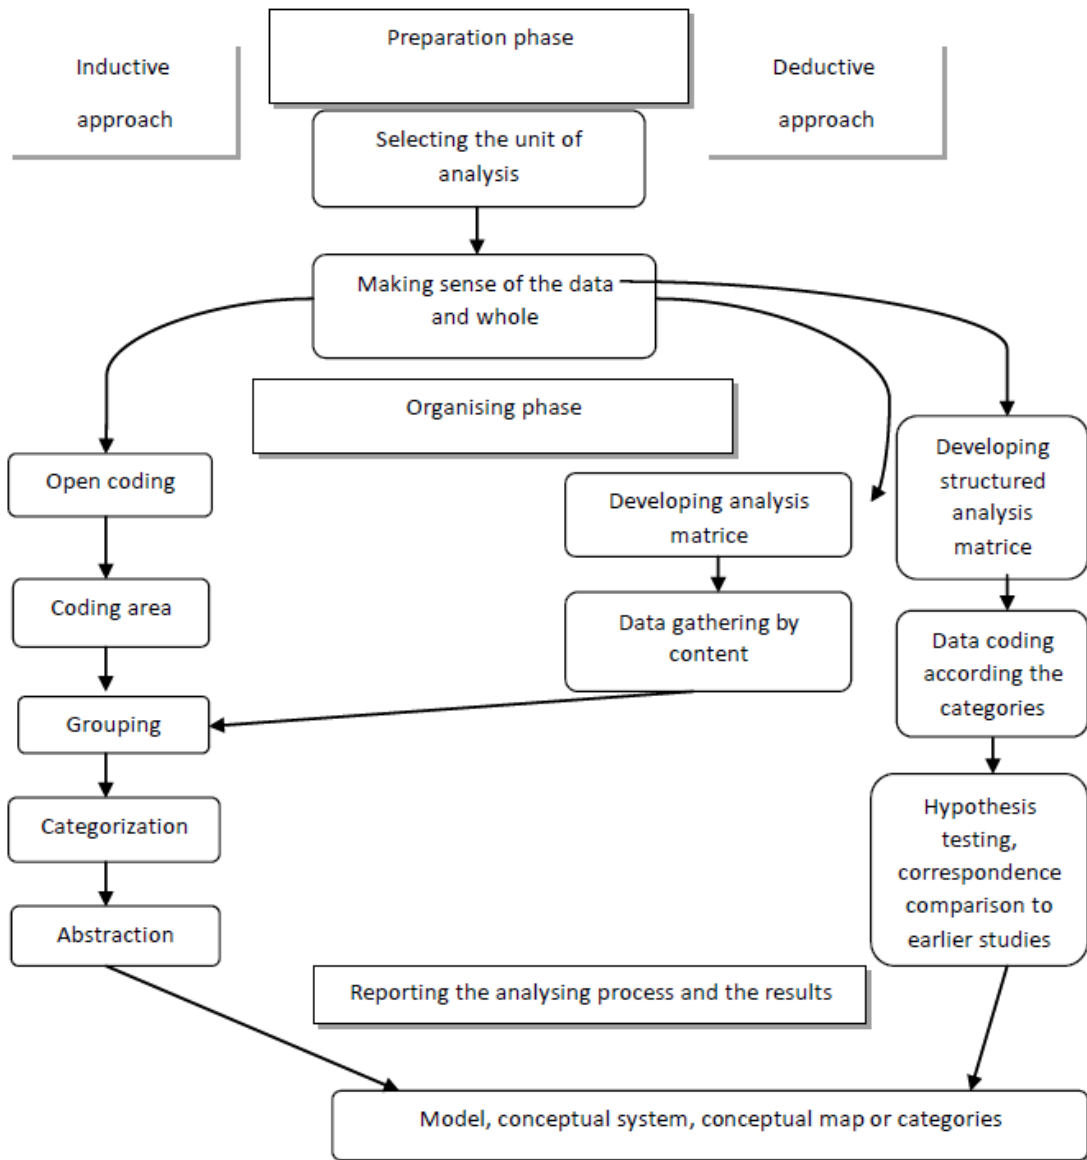 Preparation phase
Inductive
approach
Deductive
approach
Selecting the unit of
analysis
Making sense of the data
and whole
Organising phase
Open coding
Developing analysis
matrice
Developing
structured
analysis
matrice
Coding area
Data gathering by
content
Data coding
according the
categories
Grouping
Categorization
Hypothesis
testing,
correspondence
comparison to
earlier studies
Abstraction
Reporting the analysing process and the results
Model, conceptual system, conceptual map or categories